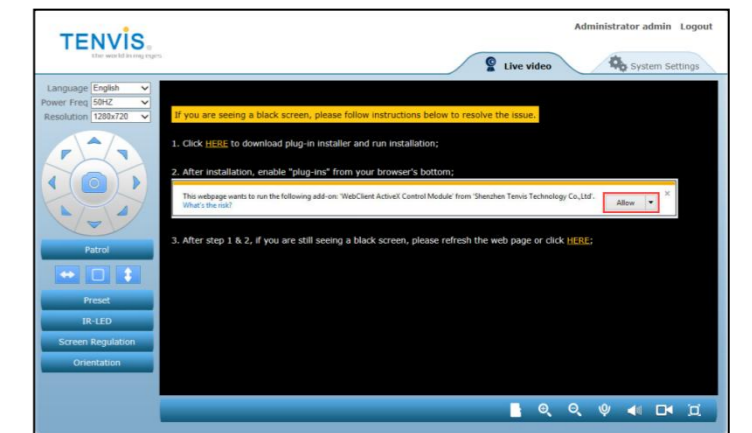 Administrator admin Logout
TENVIS
Live video
System Settings
Language English
Power Freq 50HZ
Resolution 1280x720
If you are seeing a black screen, please follow instructions below to resolve the issue.
1. Click HERE to download plug-in installer and run installation;
2. After installation, enable "plug-ins" from your browser's bottom;
This webpage wants to run the following add-on: 'WebClient ActiveX Control Module' from 'Shenzhen Tenvis Technology Co.,Ltd'.
What's the risk?
Allow
3. After step 1 & 2, if you are still seeing a black screen, please refresh the web page or click HERE;
Patrol
Preset
IR-LED
Screen Regulation
Orientation